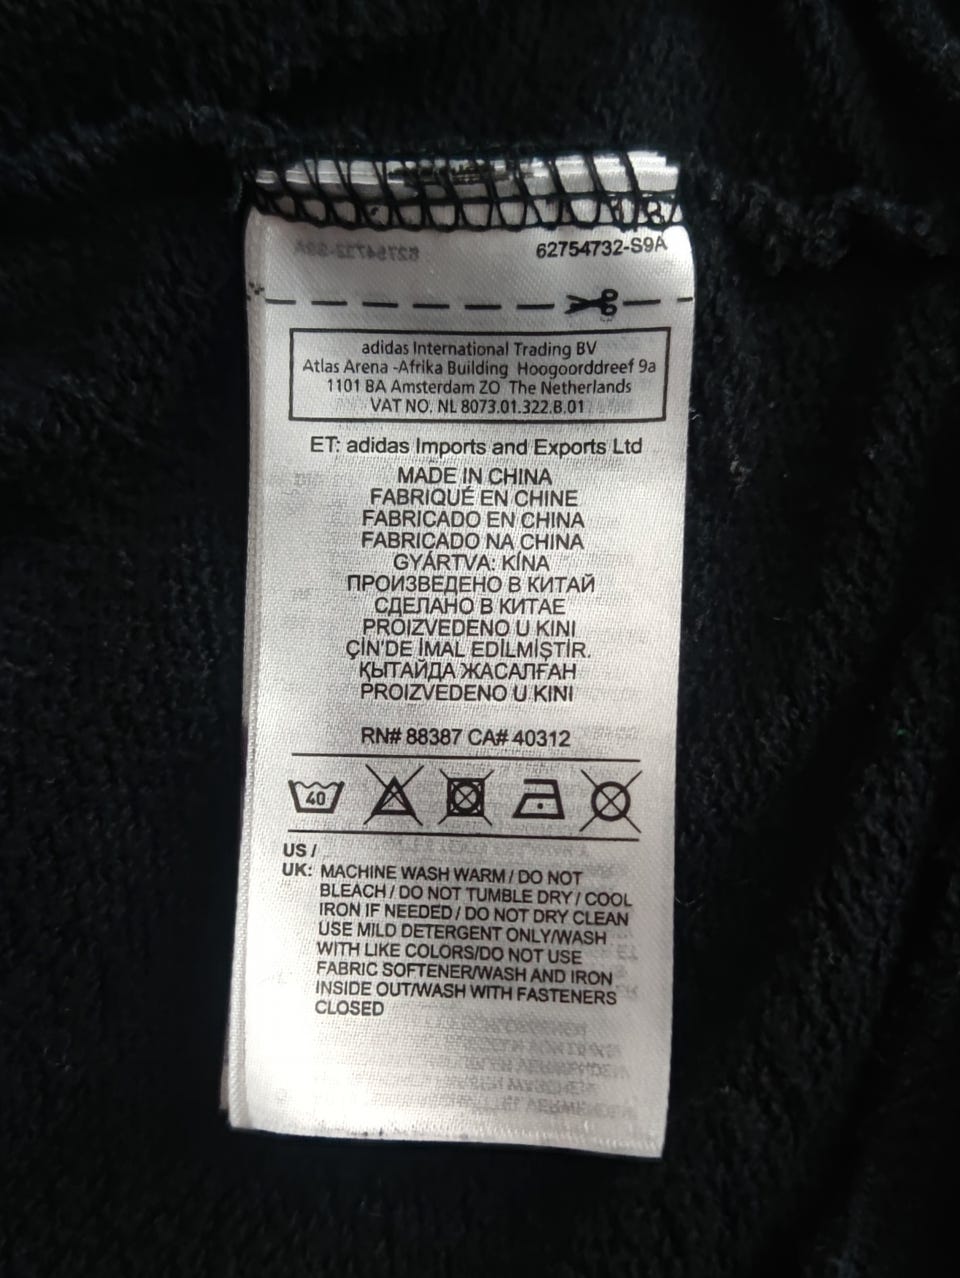 62754732-S9A
adidas International Trading BV
Atlas Arena -Afrika Building Hoogoorddreef 9a
1101 BA Amsterdam ZO The Netherlands
VAT NO. NL 8073.01.322.B.01
ET: adidas Imports and Exports Ltd
MADE IN CHINA
FABRIQUÉ EN CHINE
FABRICADO EN CHINA
FABRICADO NA CHINA
GYÁRTVA: KÍNA
ПРОИЗВЕДЕНО В КИТАЙ
СДЕЛАНО В КИТАЕ
PROIZVEDENO U KINI
ÇİN'DE İMAL EDİLMİŞTİR.
ҚЫТАЙДА ЖАСАЛҒАН
PROIZVEDENO U KINI
RN# 88387 CA# 40312
40
US /
UK: MACHINE WASH WARM / DO NOT
BLEACH / DO NOT TUMBLE DRY / COOL
IRON IF NEEDED / DO NOT DRY CLEAN
USE MILD DETERGENT ONLY/WASH
WITH LIKE COLORS/DO NOT USE
FABRIC SOFTENER/WASH AND IRON
INSIDE OUT/WASH WITH FASTENERS
CLOSED